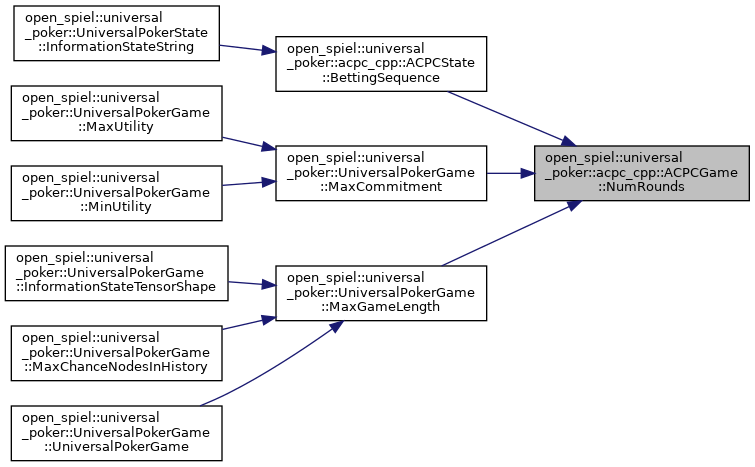 open_spiel::universal
_poker::UniversalPokerState
::InformationStateString
open_spiel::universal
_poker::acpc_cpp::ACPCState
::BettingSequence
open_spiel::universal
_poker::UniversalPokerGame
::MaxUtility
open_spiel::universal
_poker::UniversalPokerGame
::MaxCommitment
open_spiel::universal
_poker::acpc_cpp::ACPCGame
::NumRounds
open_spiel::universal
_poker::UniversalPokerGame
::MinUtility
open_spiel::universal
_poker::UniversalPokerGame
::InformationStateTensorShape
open_spiel::universal
_poker::UniversalPokerGame
::MaxGameLength
open_spiel::universal
_poker::UniversalPokerGame
::MaxChanceNodesInHistory
open_spiel::universal
_poker::UniversalPokerGame
::UniversalPokerGame